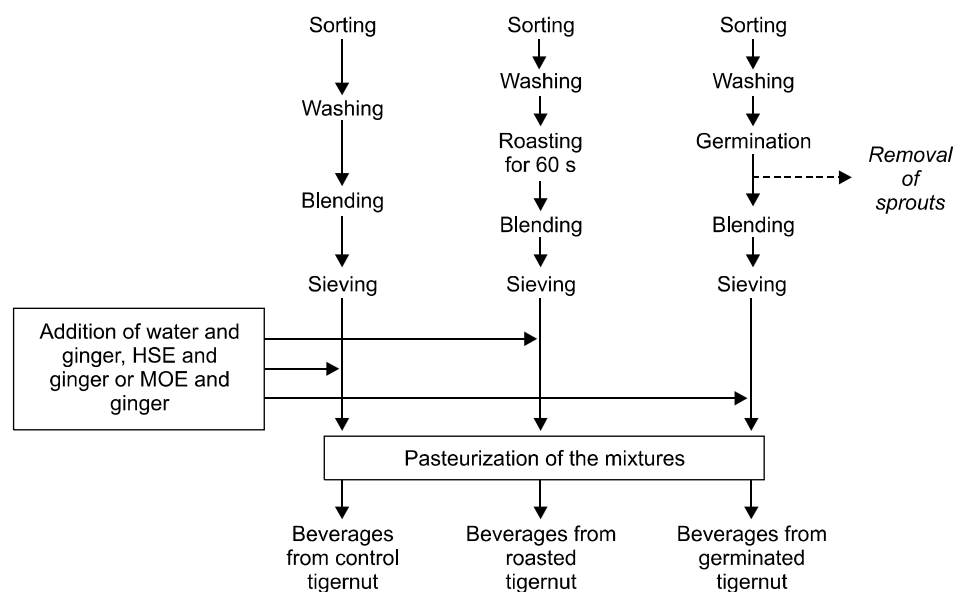 Sorting
Sorting
Sorting
Washing
Washing
Washing
Roasting
for 60 s
Germination
Removal
of
sprouts
Blending
Blending
Blending
Sieving
Sieving
Sieving
Addition of water and
ginger, HSE and
ginger or MOE and
ginger
Pasteurization of the mixtures
Beverages
from control
tigernut
Beverages from
roasted
tigernut
Beverages from
germinated
tigernut